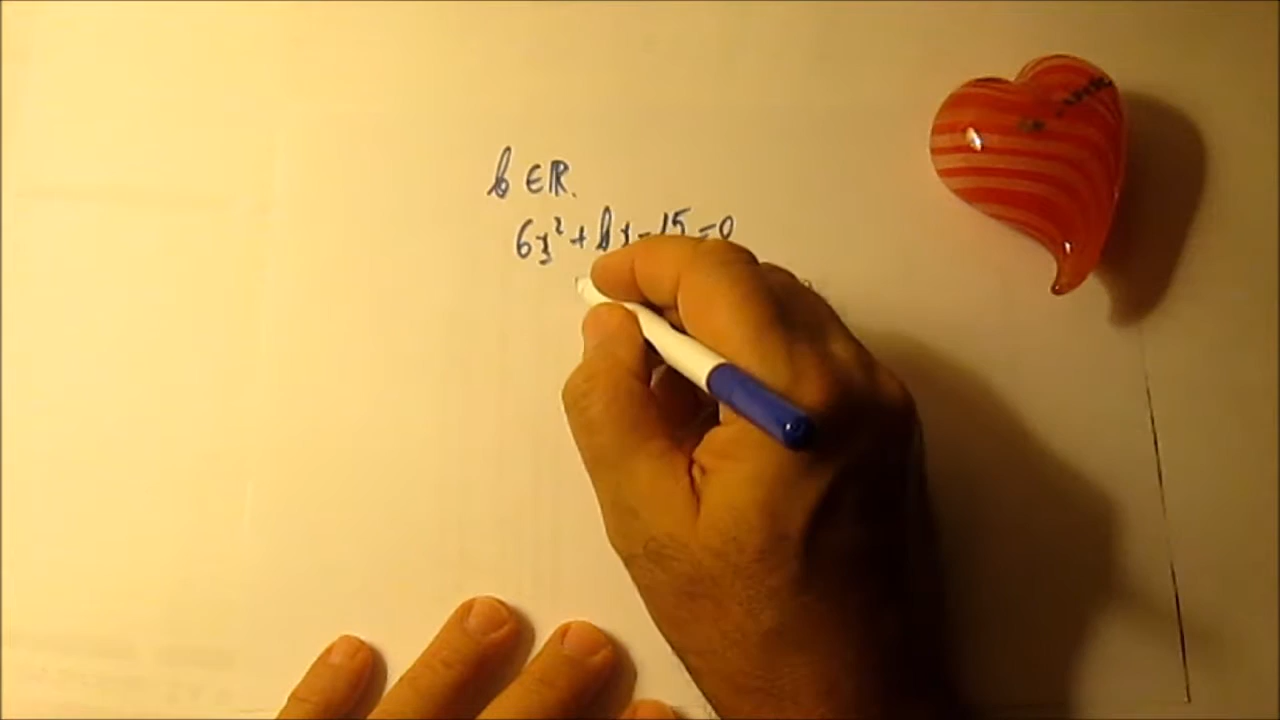 b ∈ ℝ.
6x² + bx - 15 = 0